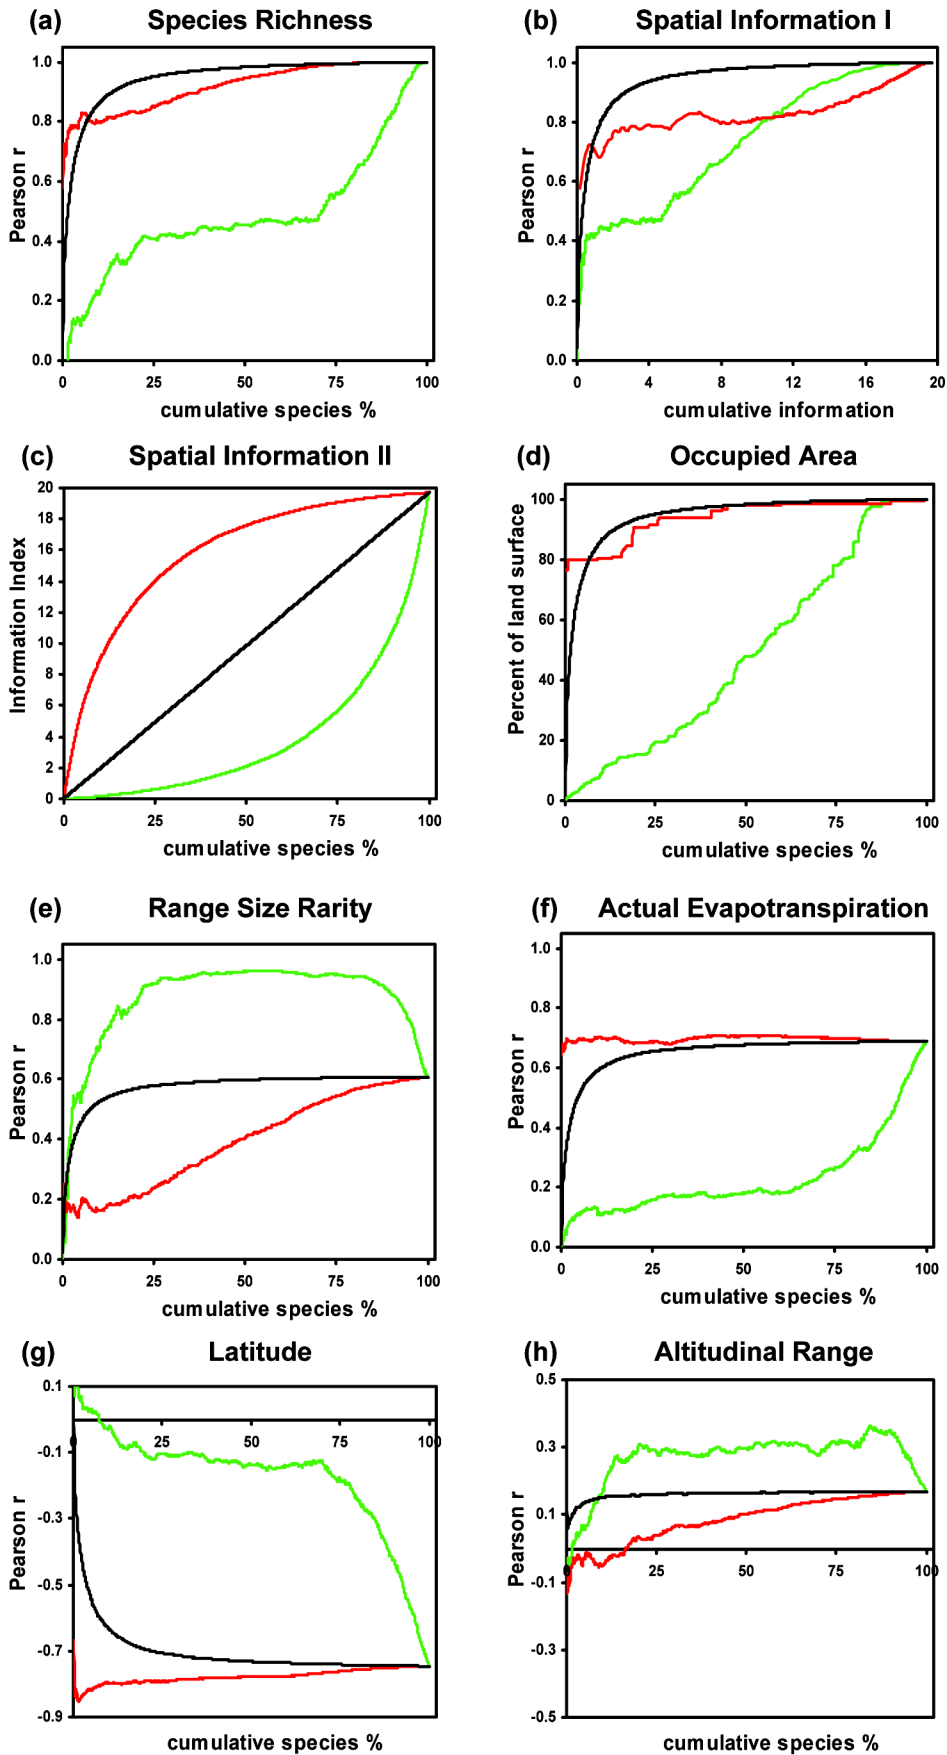 (a) Species Richness
Pearson r
1.0
0.8
0.6
0.4
0.2
0.0
0 25 50 75 100
cumulative species %
(b) Spatial Information I
Pearson r
1.0
0.8
0.6
0.4
0.2
0.0
0 4 8 12 16 20
cumulative information
(c) Spatial Information II
Information Index
20
18
16
14
12
10
8
6
4
2
0
0 25 50 75 100
cumulative species %
(d) Occupied Area
Percent of land surface
100
80
60
40
20
0
0 25 50 75 100
cumulative species %
(e) Range Size Rarity
Pearson r
1.0
0.8
0.6
0.4
0.2
0.0
0 25 50 75 100
cumulative species %
(f) Actual Evapotranspiration
Pearson r
1.0
0.8
0.6
0.4
0.2
0.0
0 25 50 75 100
cumulative species %
(g) Latitude
Pearson r
0.1
-0.1
-0.3
-0.5
-0.7
-0.9
0 25 50 75 100
cumulative species %
(h) Altitudinal Range
Pearson r
0.5
0.3
0.1
-0.1
-0.3
-0.5
0 25 50 75 100
cumulative species %